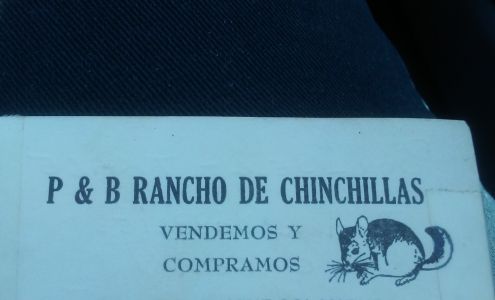 P & B RANCHO DE CHINCHILLAS
VENDEMOS Y
COMPRAMOS